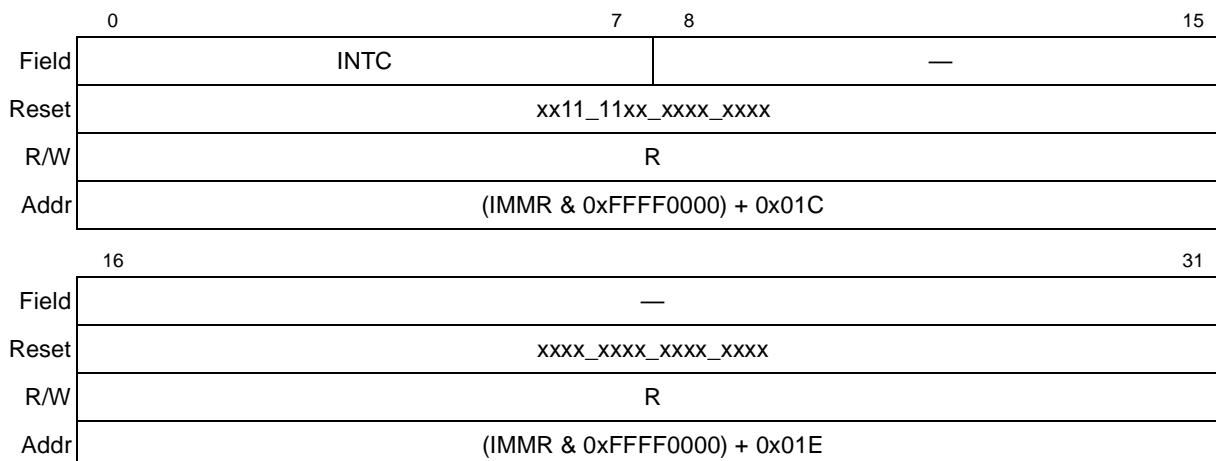 0 7 8 15
Field INTC —
Reset xx11_11xx_xxxx_xxxx
R/W R
Addr (IMMR & 0xFFFF0000) + 0x01C
16 31
Field —
Reset xxxx_xxxx_xxxx_xxxx
R/W R
Addr (IMMR & 0xFFFF0000) + 0x01E